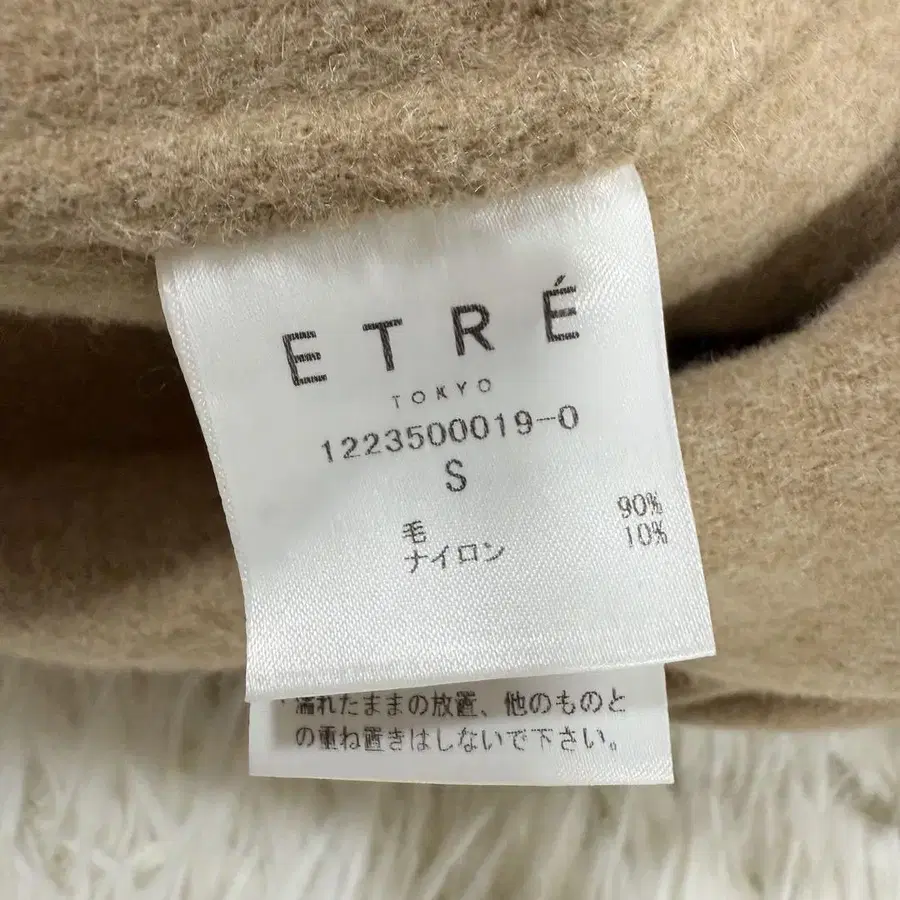 ETRÉ
TOKYO
1223500019-0
S
毛 90%
ナイロン 10%
・濡れたままの放置、他のものと
の重ね置きはしないで下さい。